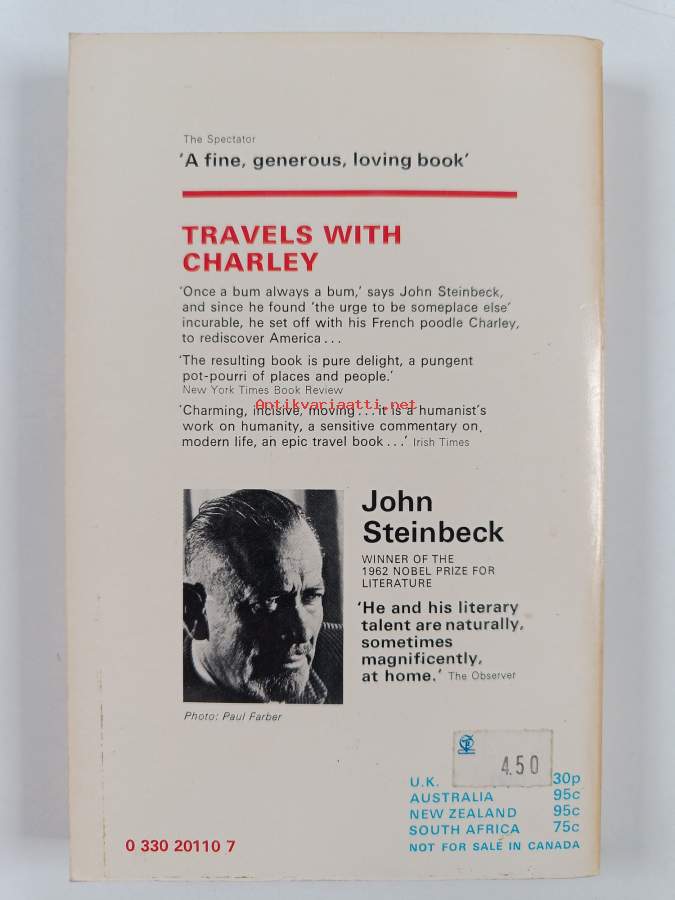 The Spectator
'A fine, generous, loving book'
TRAVELS WITH
CHARLEY
'Once a bum always a bum,' says John Steinbeck,
and since he found 'the urge to be someplace else'
incurable, he set off with his French poodle Charley,
to rediscover America...
'The resulting book is pure delight, a pungent
pot-pourri of places and people.'
New York Times Book Review
Antikvariaatti.net
'Charming, incisive, moving...it is a humanist's
work on humanity, a sensitive commentary on
modern life, an epic travel book...' Irish Times
John
Steinbeck
WINNER OF THE
1962 NOBEL PRIZE FOR
LITERATURE
'He and his literary
talent are naturally,
sometimes
magnificently,
at home.' The Observer
Photo: Paul Farber
4.50
U.K. 30p
AUSTRALIA 95c
NEW ZEALAND 95c
SOUTH AFRICA 75c
NOT FOR SALE IN CANADA
0 330 20110 7